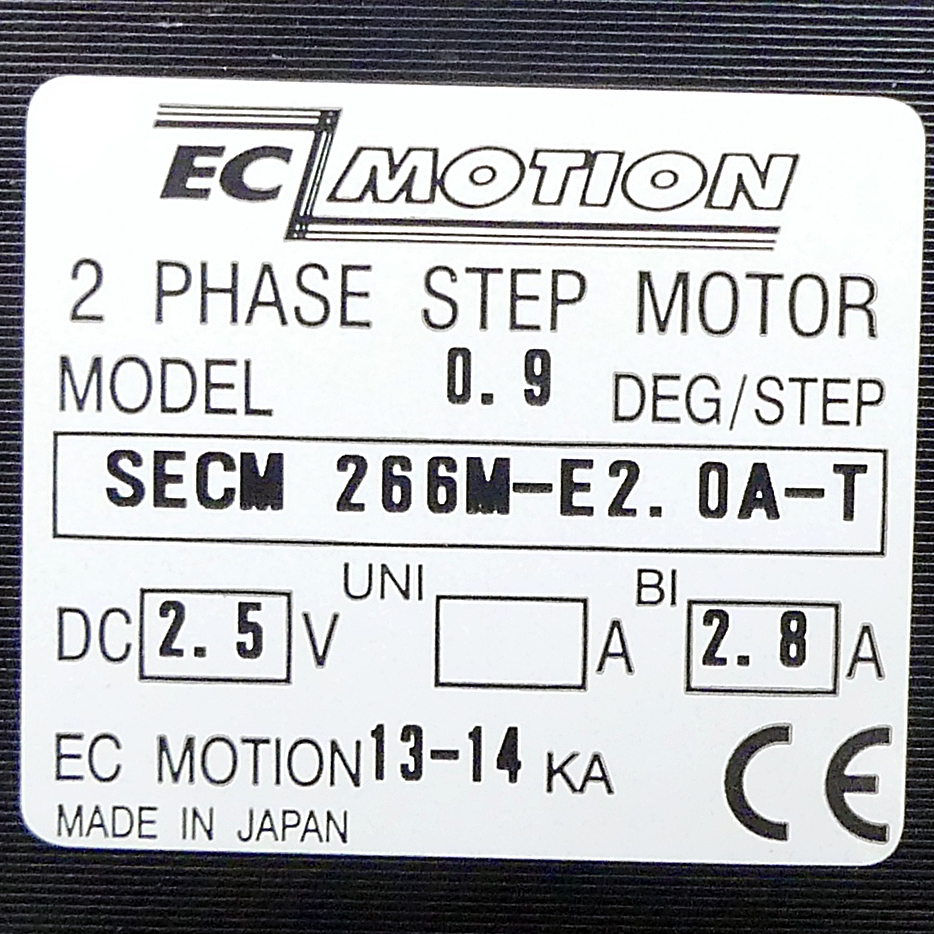 EC MOTION
2 PHASE STEP MOTOR
MODEL 0.9 DEG/STEP
SECM 266M-E2.0A-T
DC 2.5 V UNI A BI 2.8 A
EC MOTION 13-14 KA
MADE IN JAPAN CE